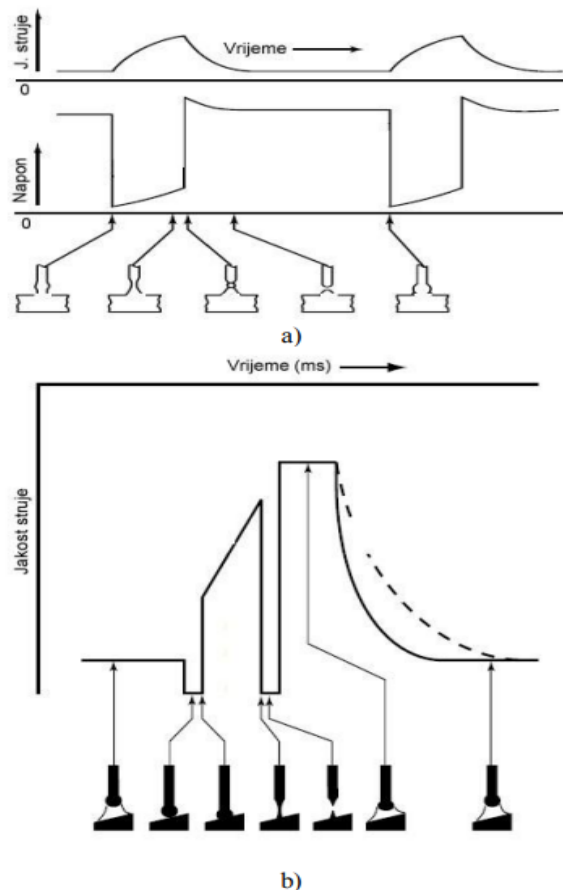 J. struje
Vrijeme
0
Napon
0
a)
Vrijeme (ms)
Jakost struje
b)